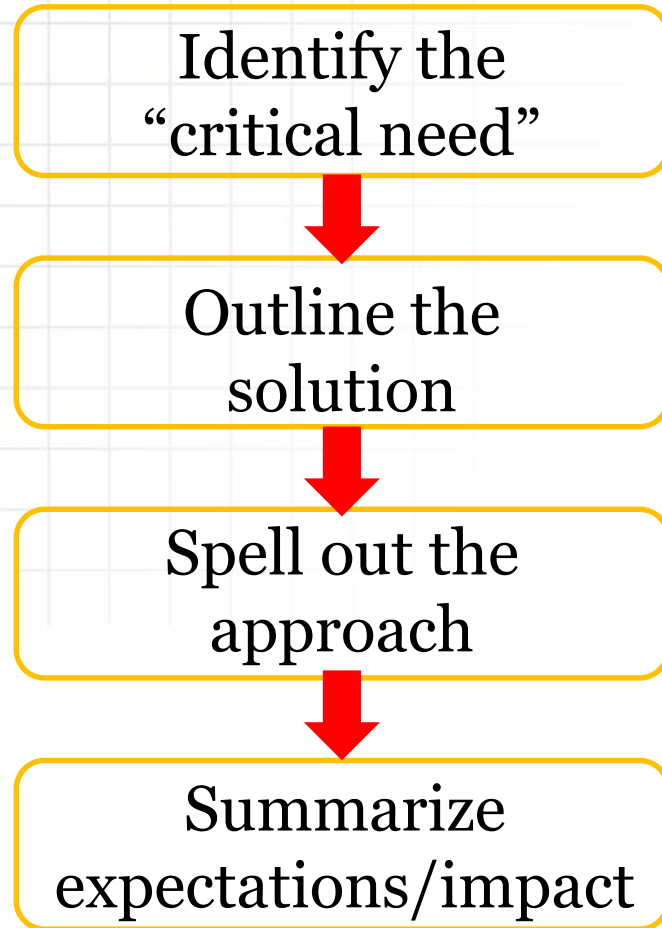 Identify the
“critical need”
Outline the
solution
Spell out the
approach
Summarize
expectations/impact